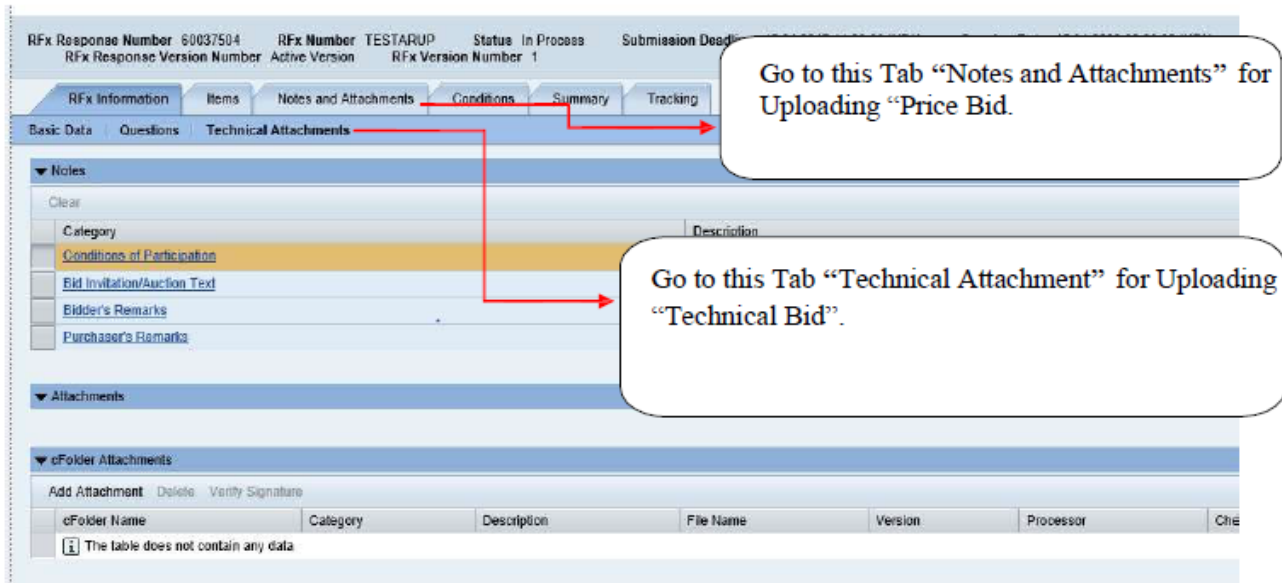 RFx Response Number 60037504 RFx Number TESTARUP Status In Process Submission Deadline
RFx Response Version Number Active Version RFx Version Number 1
RFx Information Items Notes and Attachments Conditions Summary Tracking
Go to this Tab “Notes and Attachments” for
Uploading “Price Bid.
Basic Data Questions Technical Attachments
Notes
Clear
Category Description
Conditions of Participation
Bid Invitation/Auction Text
Bidder's Remarks
Purchaser's Remarks
Go to this Tab “Technical Attachment” for Uploading
“Technical Bid”.
Attachments
cFolder Attachments
Add Attachment Delete Verify Signature
cFolder Name Category Description File Name Version Processor Che
The table does not contain any data